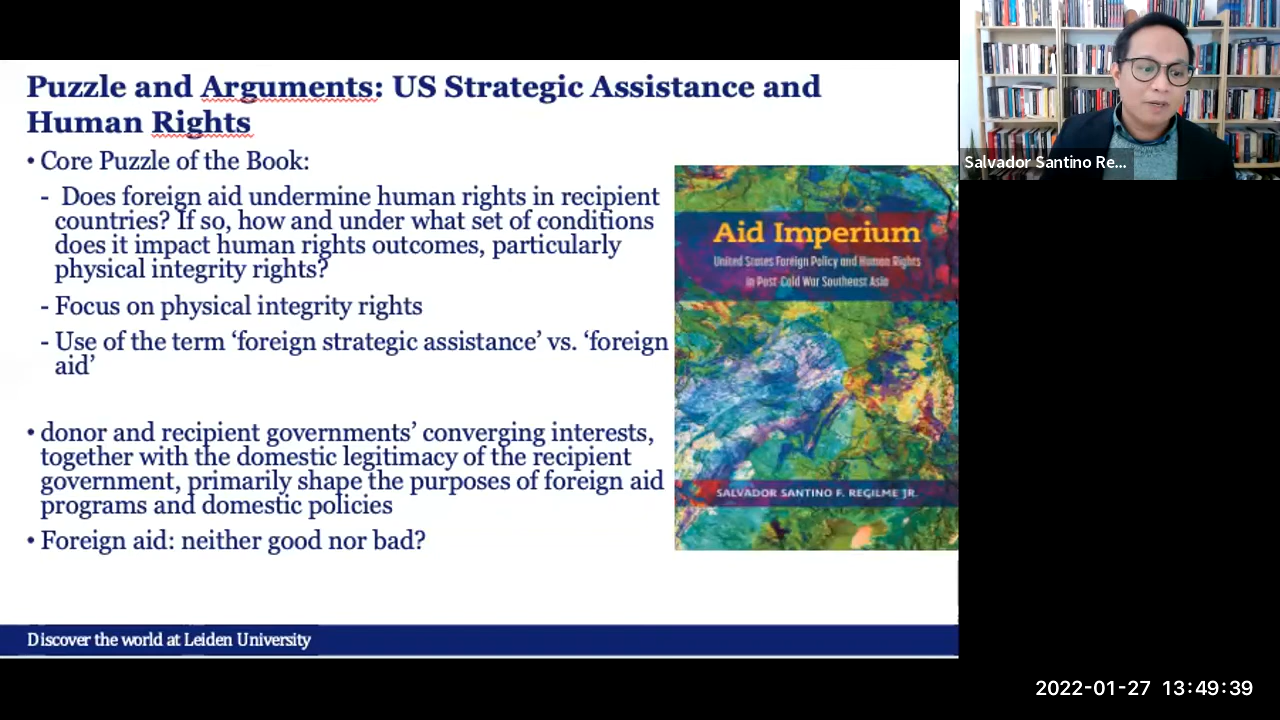 Puzzle and Arguments: US Strategic Assistance and
Human Rights
• Core Puzzle of the Book:
- Does foreign aid undermine human rights in recipient
countries? If so, how and under what set of conditions
does it impact human rights outcomes, particularly
physical integrity rights?
- Focus on physical integrity rights
- Use of the term ‘foreign strategic assistance’ vs. ‘foreign
aid’
• donor and recipient governments’ converging interests,
together with the domestic legitimacy of the recipient
government, primarily shape the purposes of foreign aid
programs and domestic policies
• Foreign aid: neither good nor bad?
Aid Imperium
United States Foreign Policy and Human Rights
in Post-Cold War Southeast Asia
SALVADOR SANTINO F. REGILME JR.
Discover the world at Leiden University
Salvador Santino Re...
2022-01-27 13:49:39